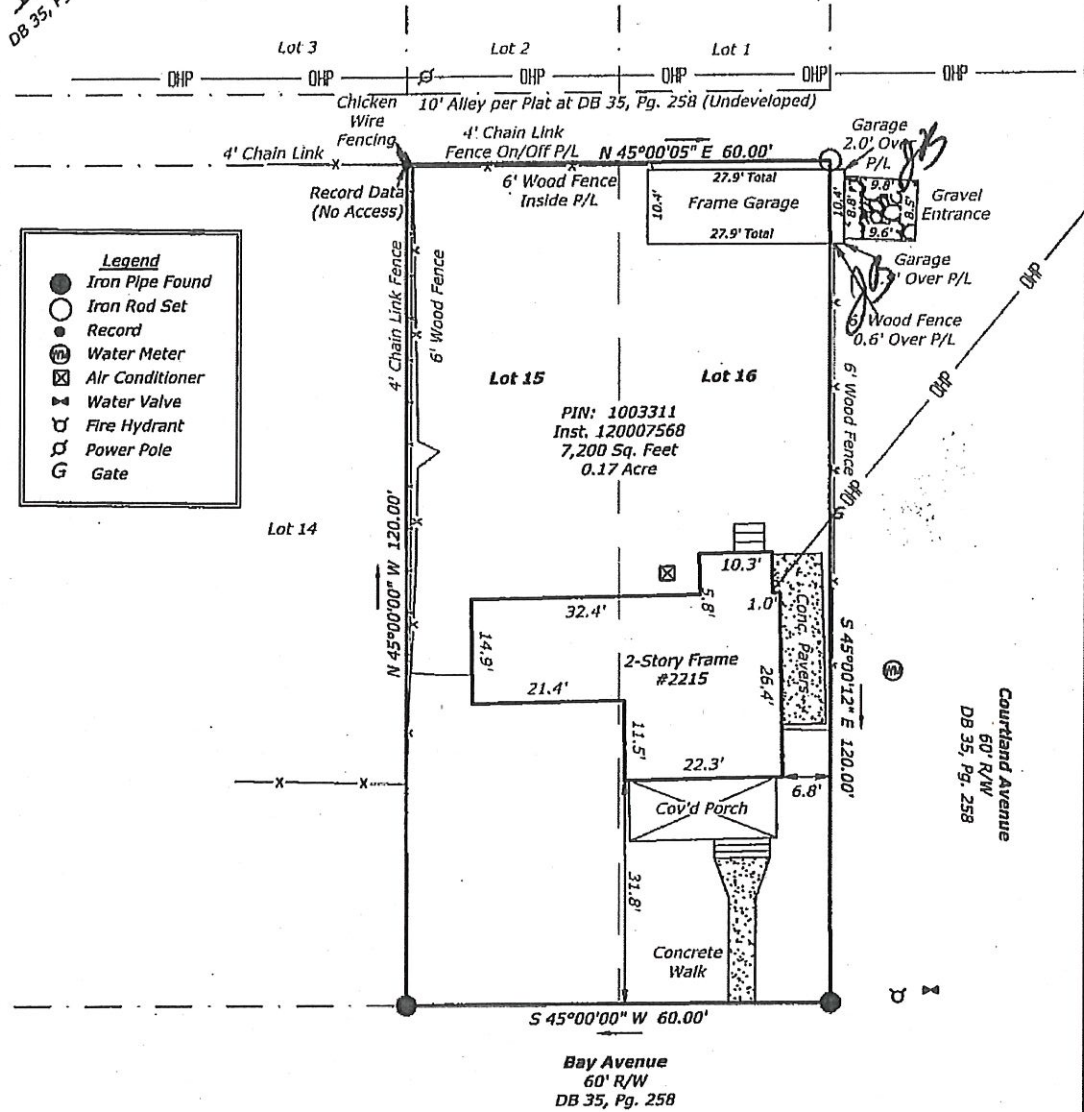 DB 35,
Lot 3
Lot 2
Lot 1
OHP
OHP
OHP
OHP
OHP
OHP
10' Alley per Plat at DB 35, Pg. 258 (Undeveloped)
Chicken
Wire
Fencing
4' Chain Link
4' Chain Link
Fence On/Off P/L
N 45°00'05" E 60.00'
Garage
2.0' Over
P/L
Record Data
(No Access)
6' Wood Fence
Inside P/L
27.9' Total
10.4'
Frame Garage
10.4'
27.9' Total
9.8'
8.8'
8.5'
9.6'
Gravel
Entrance
Garage
' Over P/L
6' Wood Fence
0.6' Over P/L
Legend
Iron Pipe Found
Iron Rod Set
Record
Water Meter
Air Conditioner
Water Valve
Fire Hydrant
Power Pole
G Gate
4' Chain Link Fence
6' Wood Fence
Lot 15
Lot 16
PIN: 1003311
Inst. 120007568
7,200 Sq. Feet
0.17 Acre
6' Wood Fence
OHP
OHP
OHP
G
Lot 14
N 45°00'00" W 120.00'
10.3'
32.4'
5.8'
1.0'
Conc. Pavers
14.9'
2-Story Frame
#2215
26.4'
21.4'
11.5'
22.3'
6.8'
S 45°00'12" E 120.00'
Courtland Avenue
60' R/W
DB 35, Pg. 258
Cov'd Porch
31.8'
Concrete
Walk
S 45°00'00" W 60.00'
Bay Avenue
60' R/W
DB 35, Pg. 258